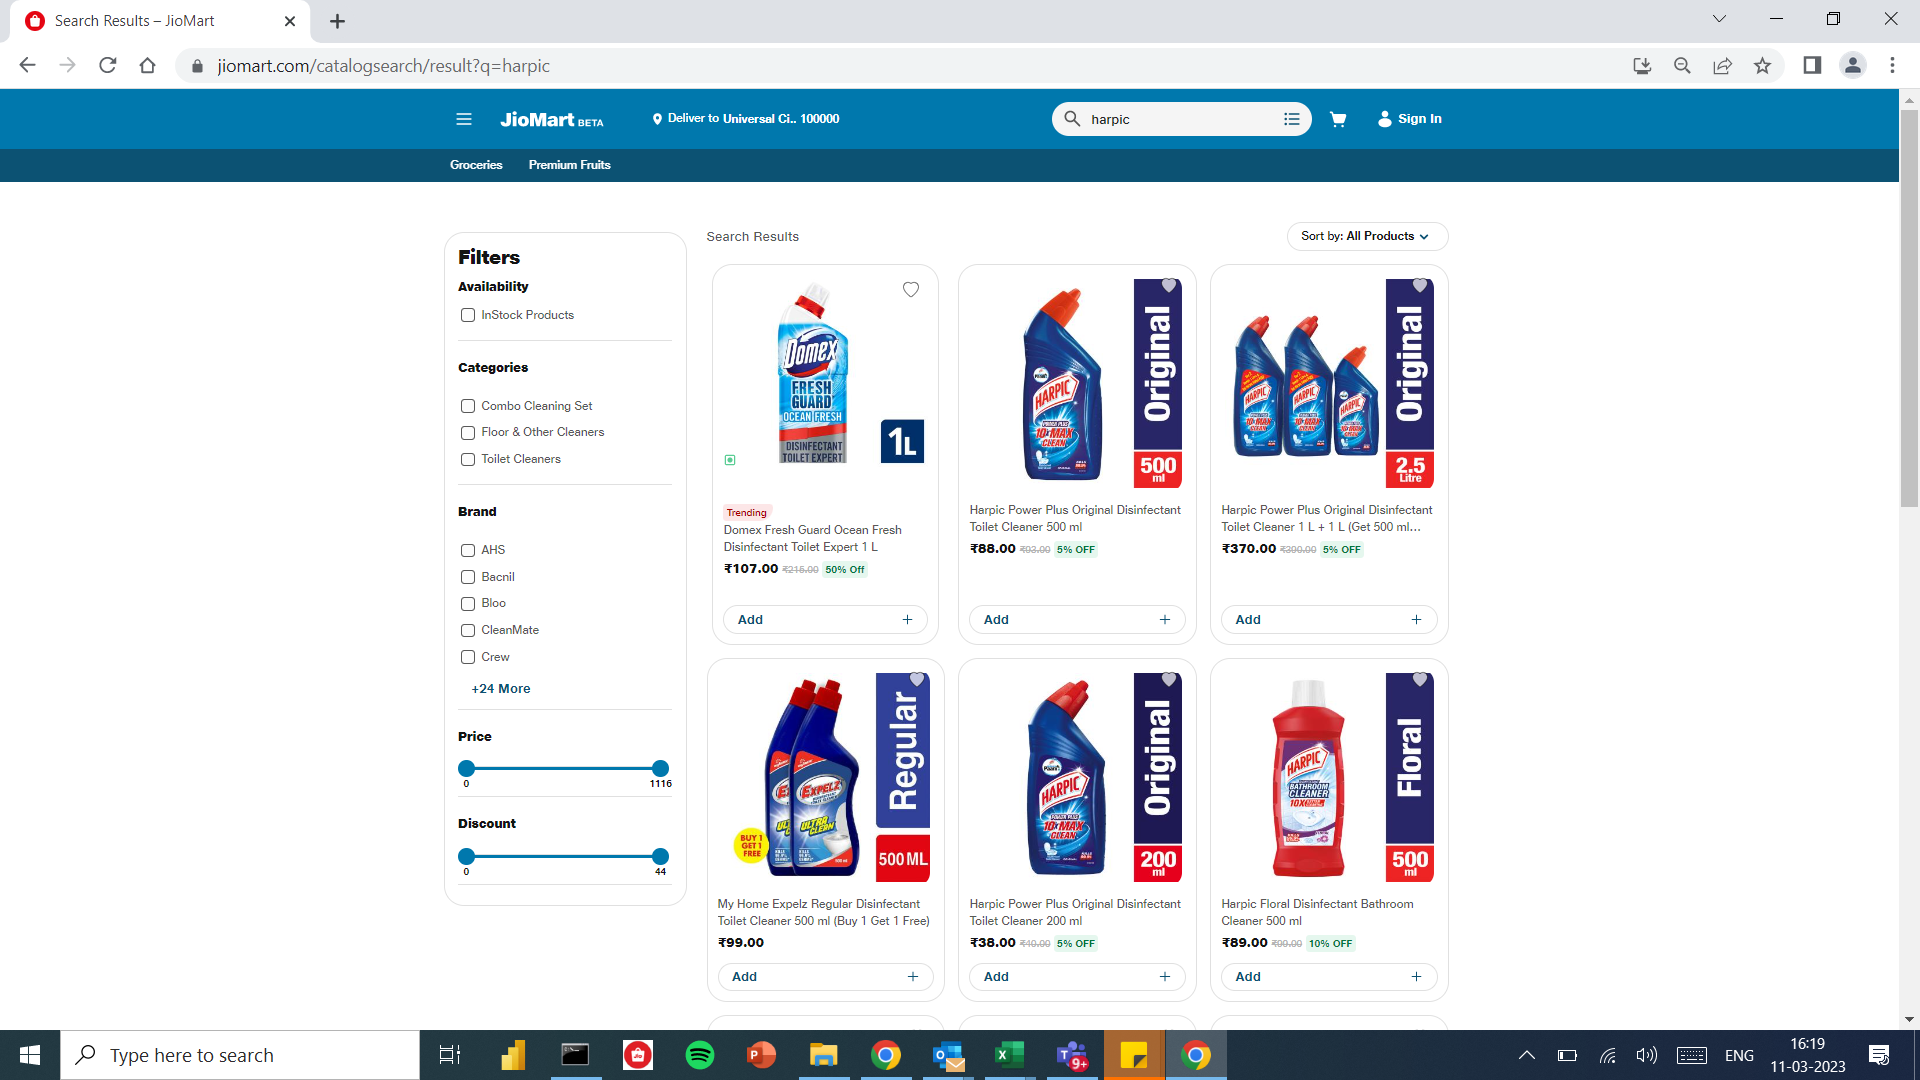 Search Results – JioMart
jiomart.com/catalogsearch/result?q=harpic
JioMart BETA
Deliver to Universal Ci.. 100000
harpic
Sign In
Groceries
Premium Fruits
Filters
Availability
InStock Products
Categories
Combo Cleaning Set
Floor & Other Cleaners
Toilet Cleaners
Brand
AHS
Bacnil
Bloo
CleanMate
Crew
+24 More
Price
0
1116
Discount
0
44
Search Results
Sort by: All Products
Domex
FRESH
GUARD
OCEAN FRESH
DISINFECTANT
TOILET EXPERT
1L
Trending
Domex Fresh Guard Ocean Fresh
Disinfectant Toilet Expert 1 L
₹107.00 ₹215.00 50% Off
Add
HARPIC
POWER PLUS
10x MAX
CLEAN
Original
500
ml
Harpic Power Plus Original Disinfectant
Toilet Cleaner 500 ml
₹88.00 ₹93.00 5% OFF
Add
HARPIC
HARPIC
HARPIC
Original
2.5
Litre
Harpic Power Plus Original Disinfectant
Toilet Cleaner 1 L + 1 L (Get 500 ml...
₹370.00 ₹390.00 5% OFF
Add
EXPELZ
ULTRA
CLEAN
BUY 1
GET 1
FREE
Regular
500 ML
My Home Expelz Regular Disinfectant
Toilet Cleaner 500 ml (Buy 1 Get 1 Free)
₹99.00
Add
HARPIC
POWER PLUS
10x MAX
CLEAN
Original
200
ml
Harpic Power Plus Original Disinfectant
Toilet Cleaner 200 ml
₹38.00 ₹40.00 5% OFF
Add
HARPIC
BATHROOM
CLEANER
10X
Floral
500
ml
Harpic Floral Disinfectant Bathroom
Cleaner 500 ml
₹89.00 ₹99.00 10% OFF
Add
Type here to search
9+
ENG
16:19
11-03-2023